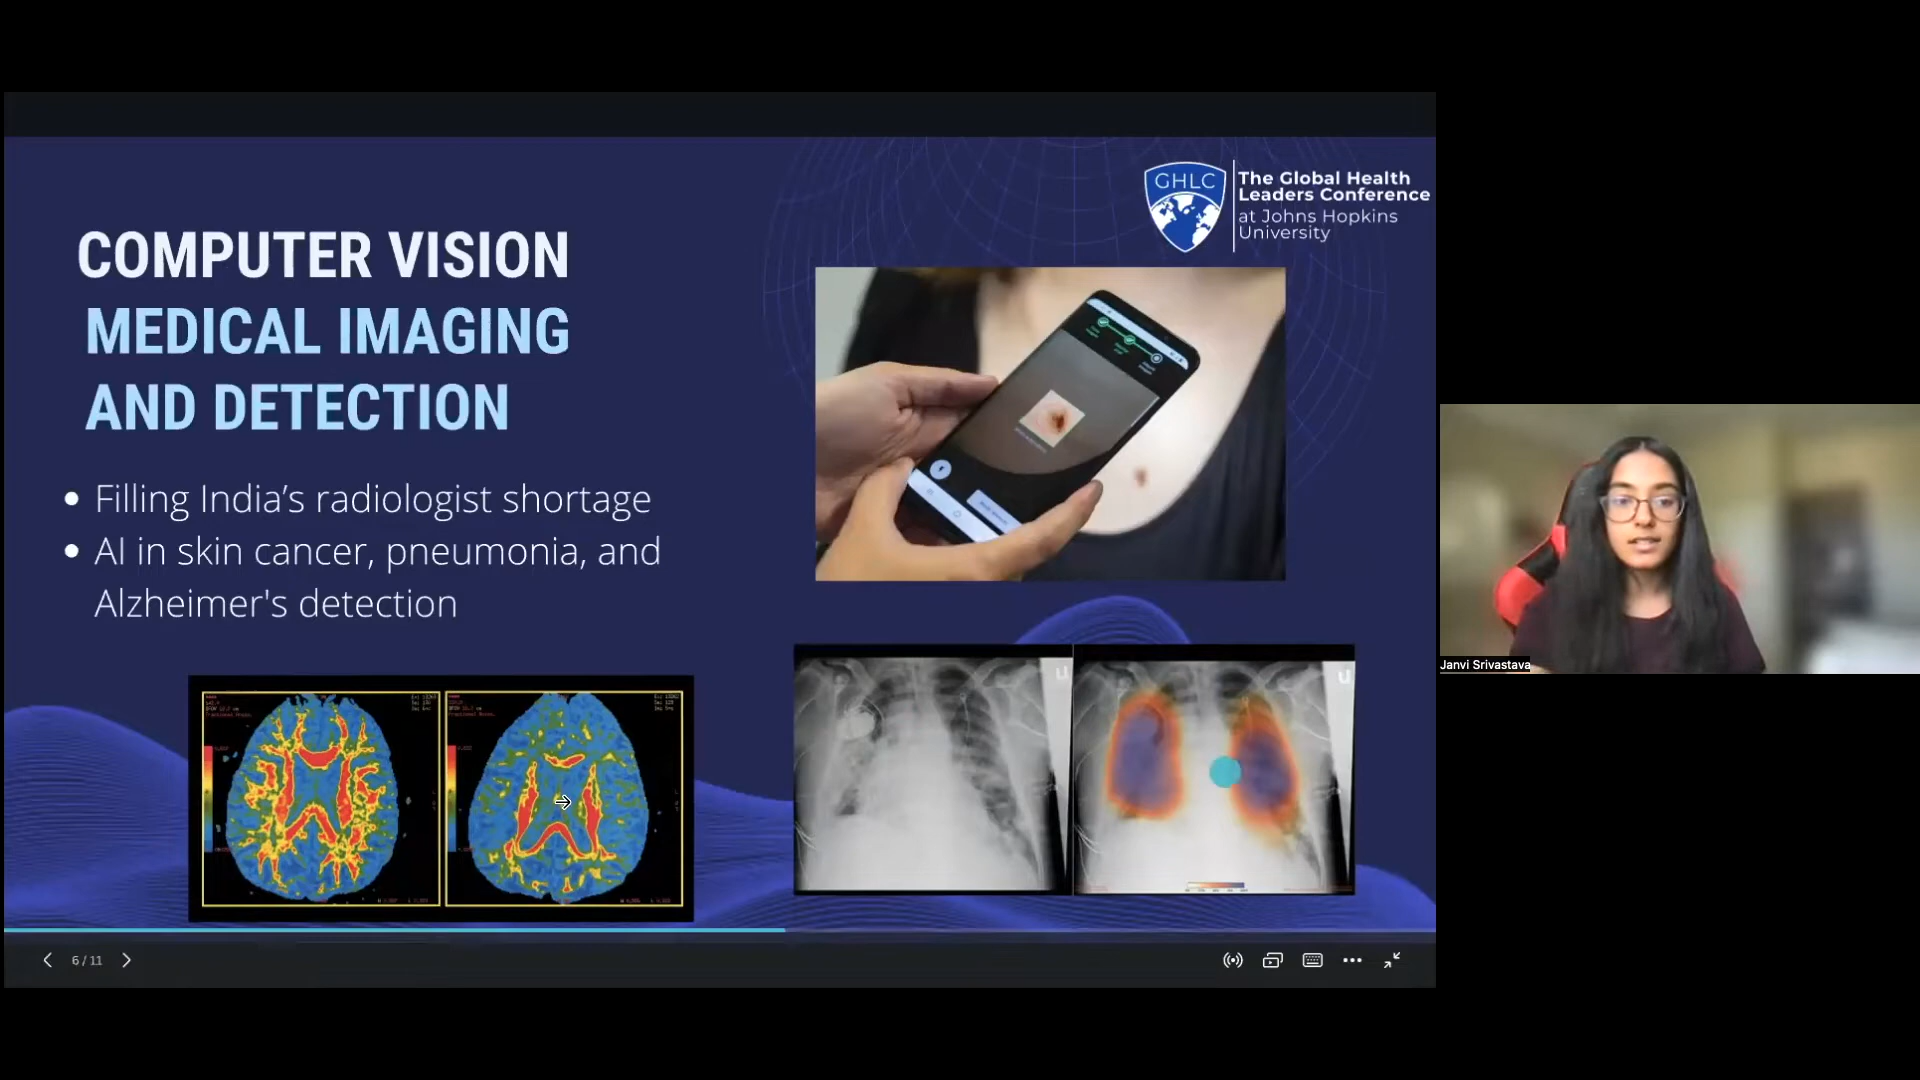 GHLC
The Global Health
Leaders Conference
at Johns Hopkins
University
COMPUTER VISION
MEDICAL IMAGING
AND DETECTION
• Filling India’s radiologist shortage
• AI in skin cancer, pneumonia, and
Alzheimer's detection
U
U
Janvi Srivastava
6 / 11